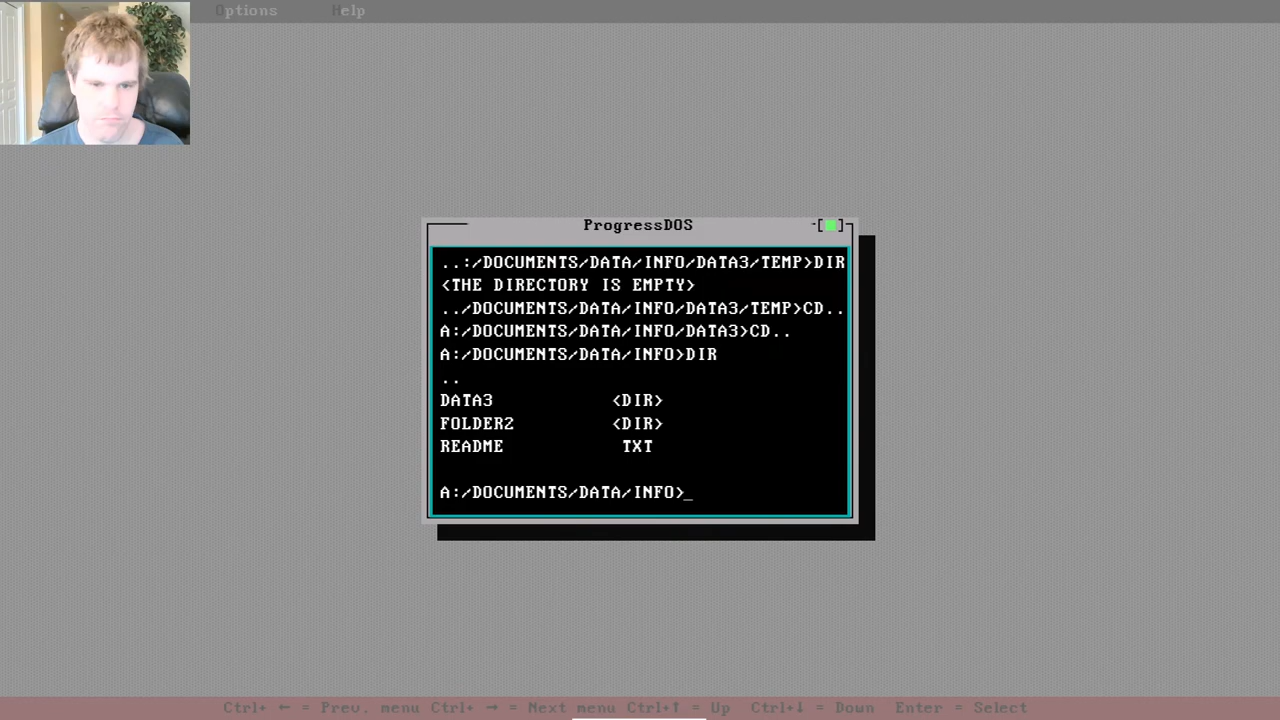 Options Help
ProgressDOS
..:/DOCUMENTS/DATA/INFO/DATA3/TEMP>DIR
<THE DIRECTORY IS EMPTY>
../DOCUMENTS/DATA/INFO/DATA3/TEMP>CD..
A:/DOCUMENTS/DATA/INFO/DATA3>CD..
A:/DOCUMENTS/DATA/INFO>DIR
..
DATA3 <DIR>
FOLDER2 <DIR>
README TXT
A:/DOCUMENTS/DATA/INFO>_
Ctrl+ ← = Prev. menu Ctrl+ → = Next menu Ctrl+↑ = Up Ctrl+↓ = Down Enter = Select